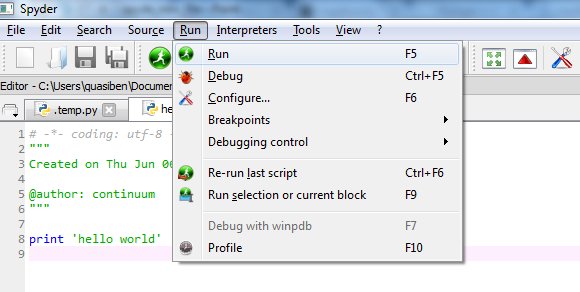 Spyder
File Edit Search Source Run Interpreters Tools View ?
Run F5
Debug Ctrl+F5
Configure... F6
Breakpoints
Debugging control
Re-run last script Ctrl+F6
Run selection or current block F9
Debug with winpdb F7
Profile F10
Editor - C:\Users\quasiben\Docume
.temp.py he
1 # -*- coding: utf-8 -
2 """
3 Created on Thu Jun 06
4
5 @author: continuum
6 """
7
8 print 'hello world'
9